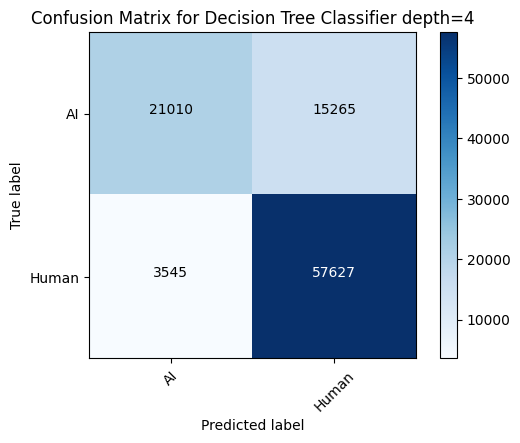 Confusion Matrix for Decision Tree Classifier depth=4
AI
21010
15265
Human
3545
57627
True label
AI
Human
Predicted label
50000
40000
30000
20000
10000